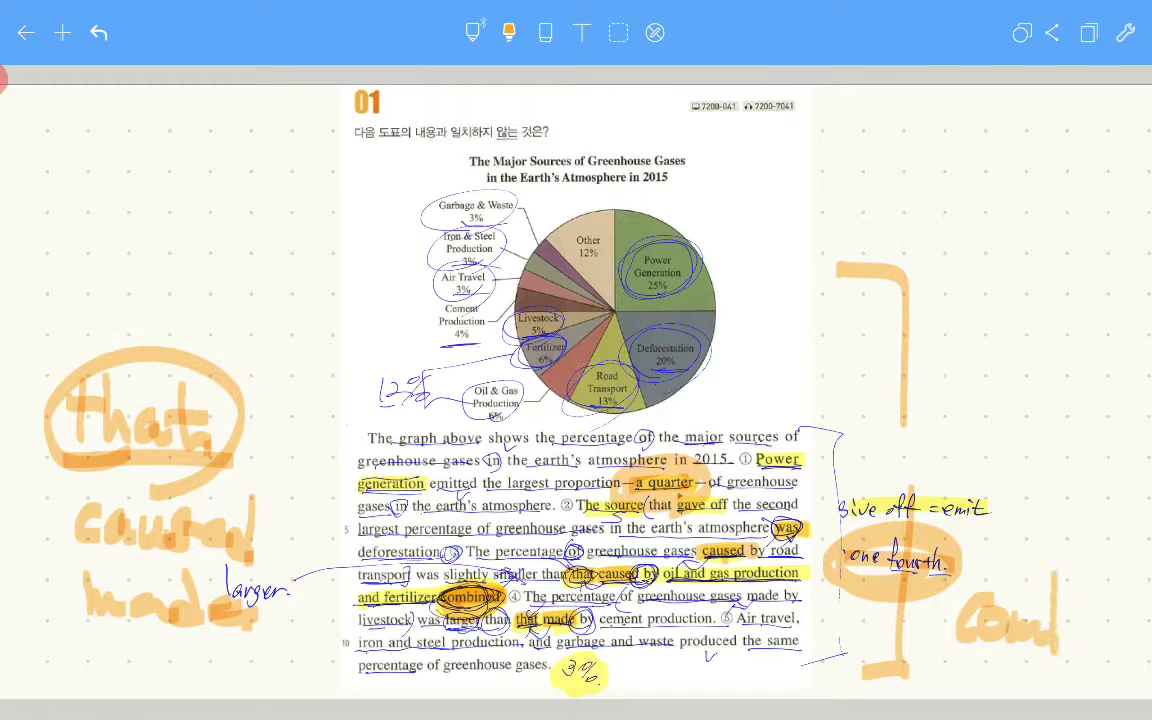 01
7200-041 7200-7041
다음 도표의 내용과 일치하지 않는 것은?
The Major Sources of Greenhouse Gases
in the Earth's Atmosphere in 2015
Garbage & Waste
3%
Iron & Steel
Production
3%
Air Travel
3%
Cement
Production
4%
Other
12%
Power
Generation
25%
Livestock
5%
Fertilizer
6%
Deforestation
20%
Road
Transport
13%
Oil & Gas
Production
6%
12%
The graph above shows the percentage of the major sources of
greenhouse gases in the earth's atmosphere in 2015. ① Power
generation emitted the largest proportion—a quarter—of greenhouse
gases in the earth's atmosphere. ② The source that gave off the second
5 largest percentage of greenhouse gases in the earth's atmosphere was
deforestation. ③ The percentage of greenhouse gases caused by road
transport was slightly smaller than that caused by oil and gas production
and fertilizer combined. ④ The percentage of greenhouse gases made by
livestock was larger than that made by cement production. ⑤ Air travel,
10 iron and steel production, and garbage and waste produced the same
percentage of greenhouse gases.
3%.
that
caused
made
larger.
give off = emit
one fourth.
com